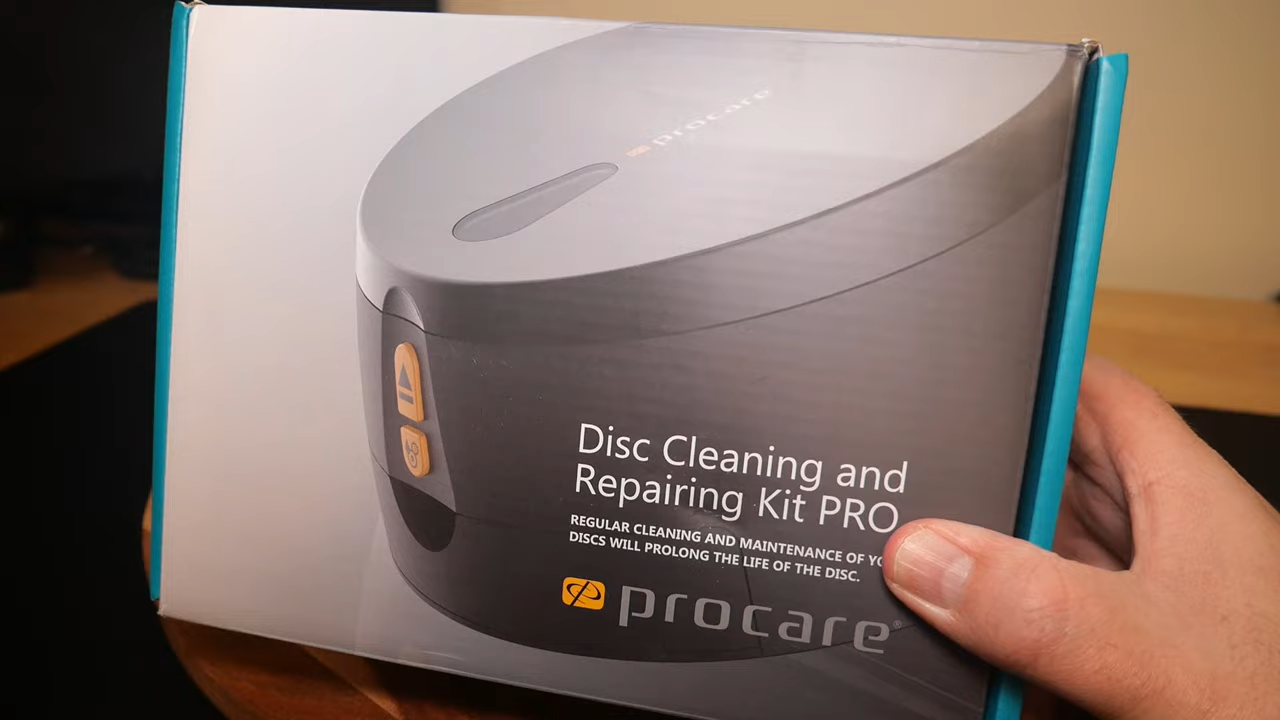 procare
Disc Cleaning and
Repairing Kit PRO
REGULAR CLEANING AND MAINTENANCE OF YO
DISCS WILL PROLONG THE LIFE OF THE DISC.
procare®